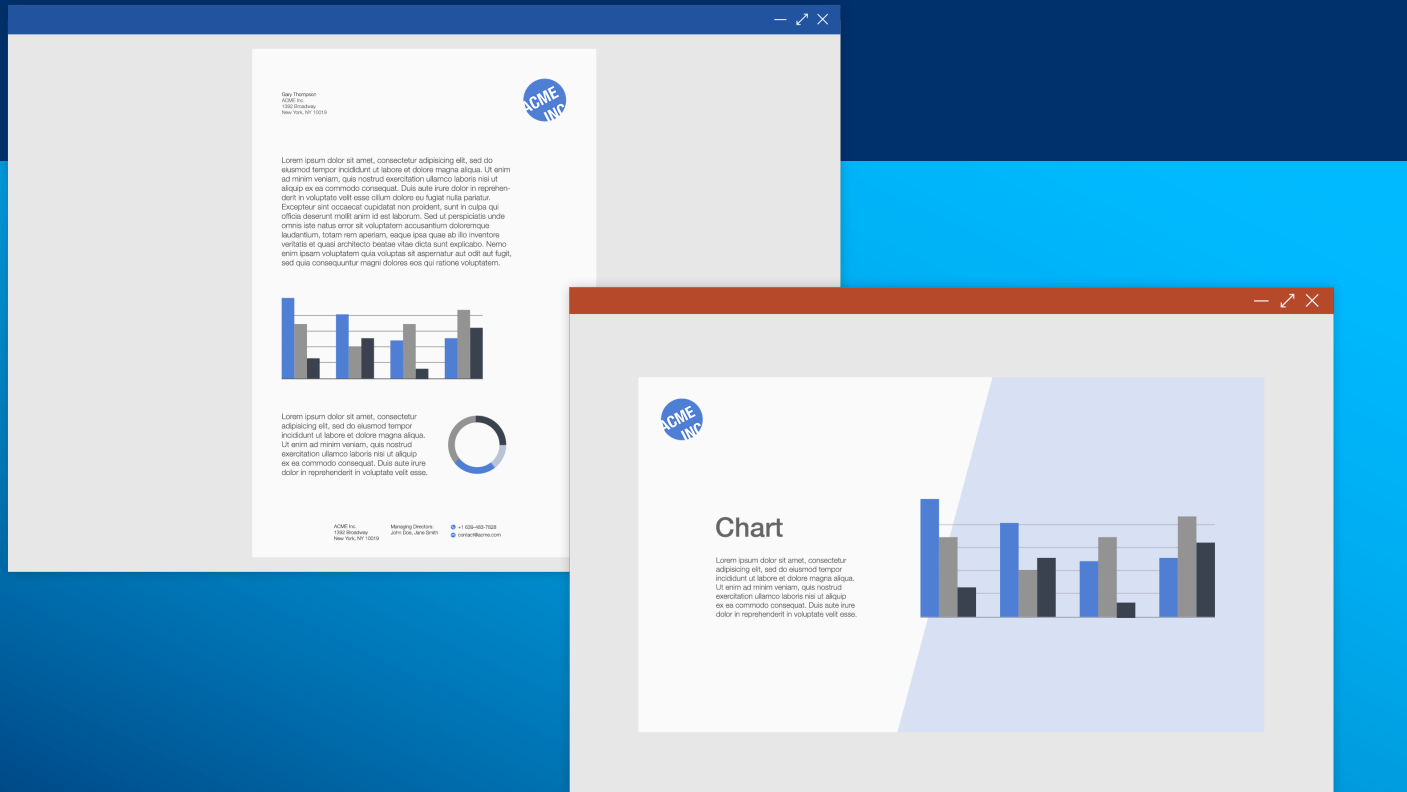 Gary Thompson
ACME Inc.
1392 Broadway
New York, NY 10019
ACME
INC
Lorem ipsum dolor sit amet, consectetur adipisicing elit, sed do
eiusmod tempor incididunt ut labore et dolore magna aliqua. Ut enim
ad minim veniam, quis nostrud exercitation ullamco laboris nisi ut
aliquip ex ea commodo consequat. Duis aute irure dolor in reprehen-
derit in voluptate velit esse cillum dolore eu fugiat nulla pariatur.
Excepteur sint occaecat cupidatat non proident, sunt in culpa qui
officia deserunt mollit anim id est laborum. Sed ut perspiciatis unde
omnis iste natus error sit voluptatem accusantium doloremque
laudantium, totam rem aperiam, eaque ipsa quae ab illo inventore
veritatis et quasi architecto beatae vitae dicta sunt explicabo. Nemo
enim ipsam voluptatem quia voluptas sit aspernatur aut odit aut fugit,
sed quia consequuntur magni dolores eos qui ratione voluptatem.
Lorem ipsum dolor sit amet, consectetur
adipisicing elit, sed do eiusmod tempor
incididunt ut labore et dolore magna aliqua.
Ut enim ad minim veniam, quis nostrud
exercitation ullamco laboris nisi ut aliquip
ex ea commodo consequat. Duis aute irure
dolor in reprehenderit in voluptate velit esse.
ACME Inc.
1392 Broadway
New York, NY 10019
Managing Directors:
John Doe, Jane Smith
contact@acme.com
ACME
INC
Chart
Lorem ipsum dolor sit amet, consectetur
adipisicing elit, sed do eiusmod tempor
incididunt ut labore et dolore magna aliqua.
Ut enim ad minim veniam, quis nostrud
exercitation ullamco laboris nisi ut aliquip
ex ea commodo consequat. Duis aute irure
dolor in reprehenderit in voluptate velit esse.